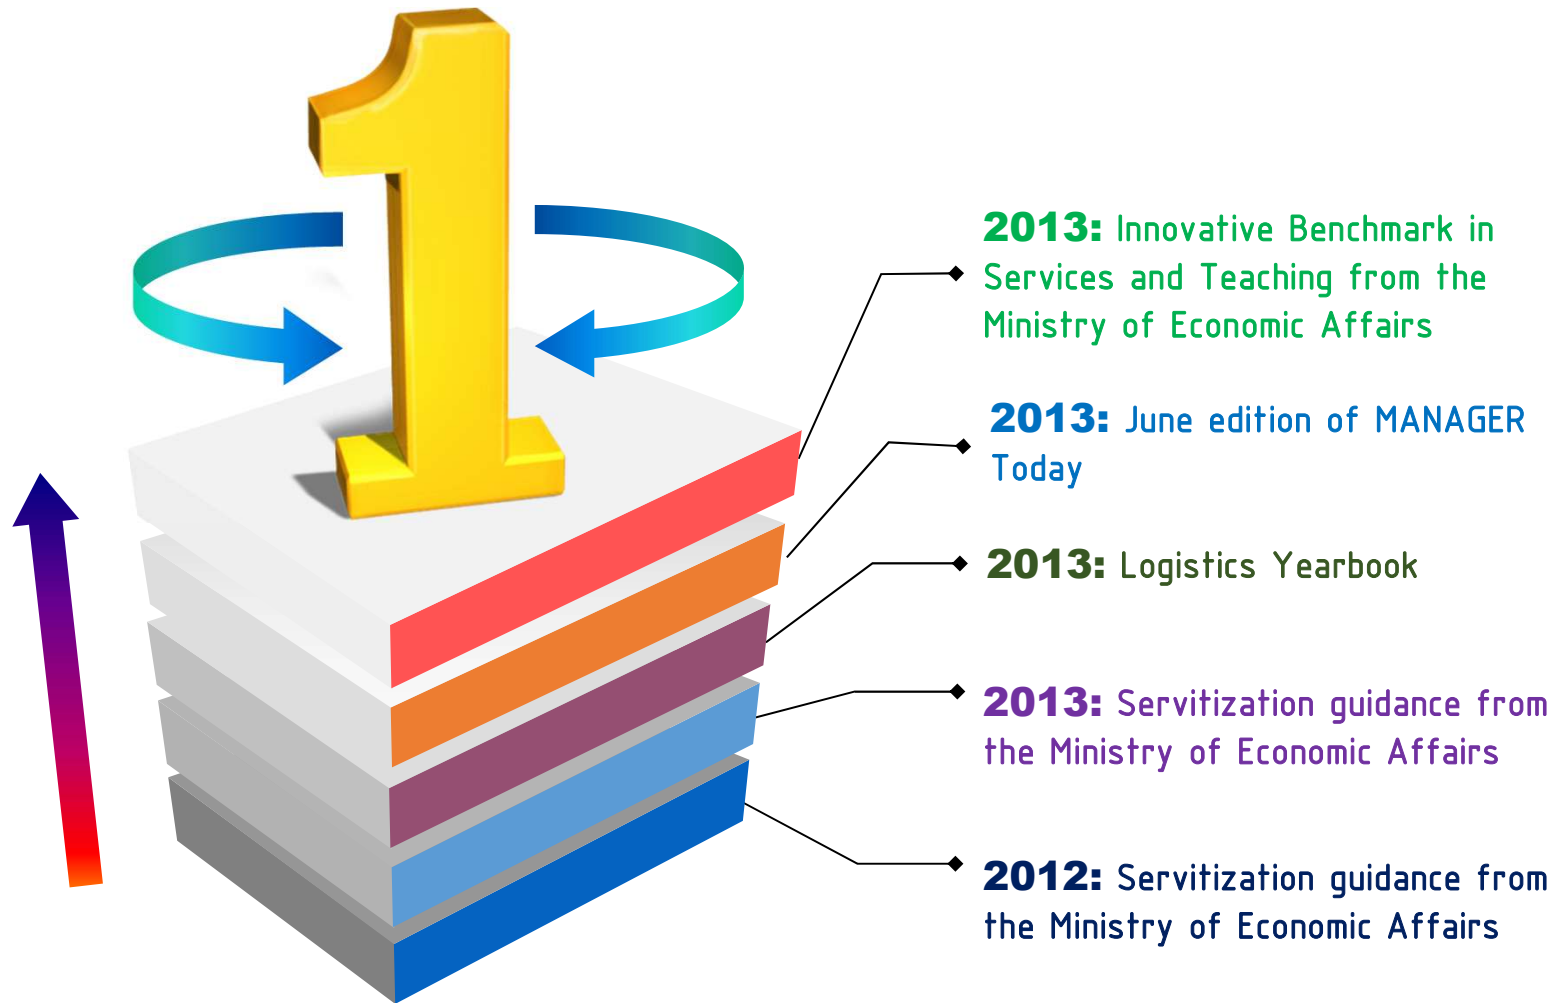 1
2013: Innovative Benchmark in
Services and Teaching from the
Ministry of Economic Affairs
2013: June edition of MANAGER
Today
2013: Logistics Yearbook
2013: Servitization guidance from
the Ministry of Economic Affairs
2012: Servitization guidance from
the Ministry of Economic Affairs